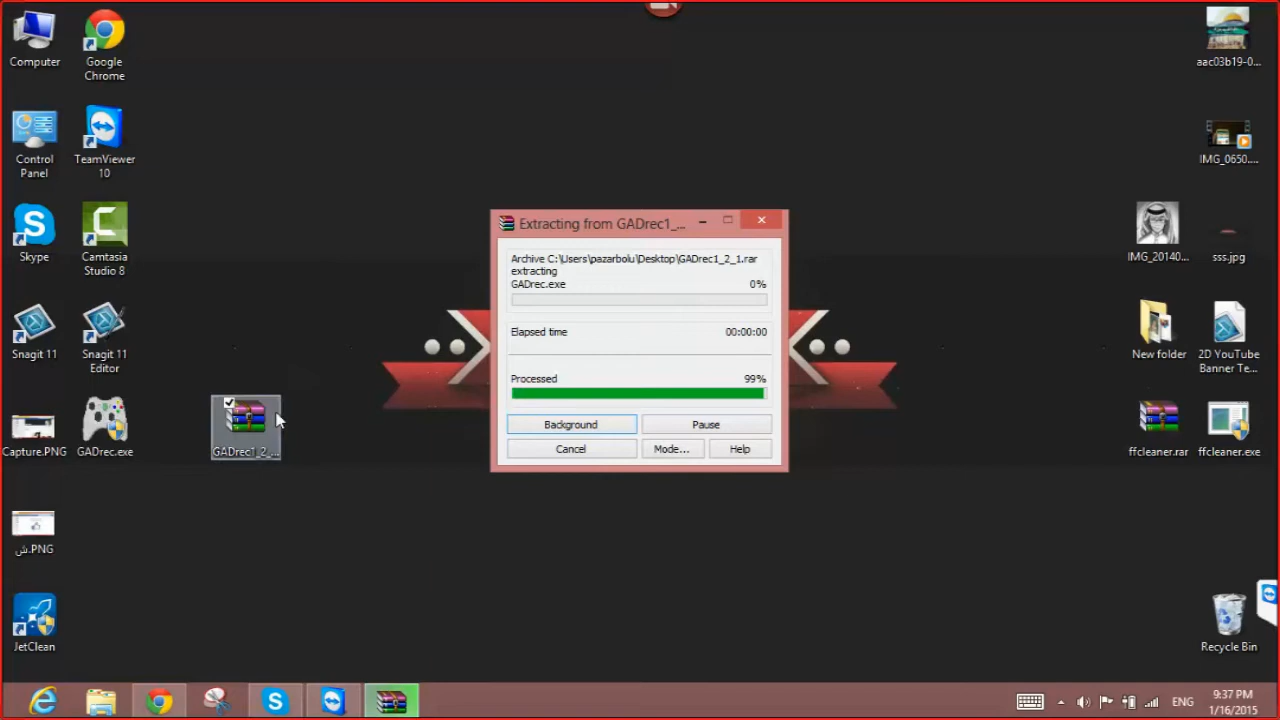 Computer
Google
Chrome
aac03b19-0...
Control
Panel
TeamViewer
10
IMG_0650....
Skype
Camtasia
Studio 8
IMG_20140...
sss.jpg
Extracting from GADrec1_...
Archive C:\Users\pazarbolu\Desktop\GADrec1_2_1.rar
extracting
GADrec.exe 0%
Elapsed time 00:00:00
Processed 99%
Background Pause
Cancel Mode... Help
Snagit 11
Snagit 11
Editor
New folder
2D YouTube
Banner Te...
Capture.PNG
GADrec.exe
GADrec1_2_...
ffcleaner.rar
ffcleaner.exe
ش.PNG
JetClean
Recycle Bin
ENG
9:37 PM
1/16/2015